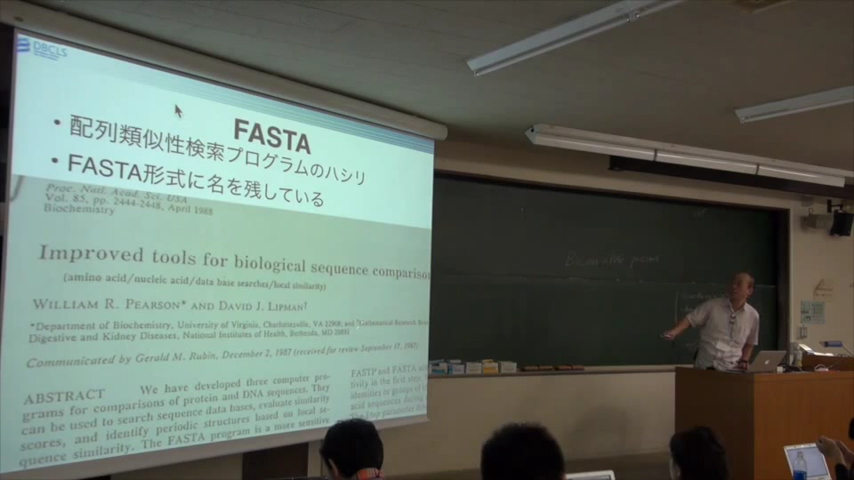 DBCLS
FASTA
・配列類似性検索プログラムのハシリ
・FASTA形式に名を残している
Proc. Natl. Acad. Sci. USA
Vol. 85, pp. 2444-2448, April 1988
Biochemistry
Improved tools for biological sequence comparison
(amino acid/nucleic acid/data base searches/local similarity)
WILLIAM R. PEARSON* AND DAVID J. LIPMAN†
*Department of Biochemistry, University of Virginia, Charlottesville, VA 22908; and
Digestive and Kidney Diseases, National Institutes of Health, Bethesda, MD 20892
Communicated by Gerald M. Rubin, December 2, 1987 (received for review September 17, 1987)
ABSTRACT We have developed three computer pro-
grams for comparisons of protein and DNA sequences. They
can be used to search sequence data bases, evaluate similarity
scores, and identify periodic structures based on local se-
quence similarity. The FASTA program is a more sensitive
FASTP and FASTA
tivity in the first step